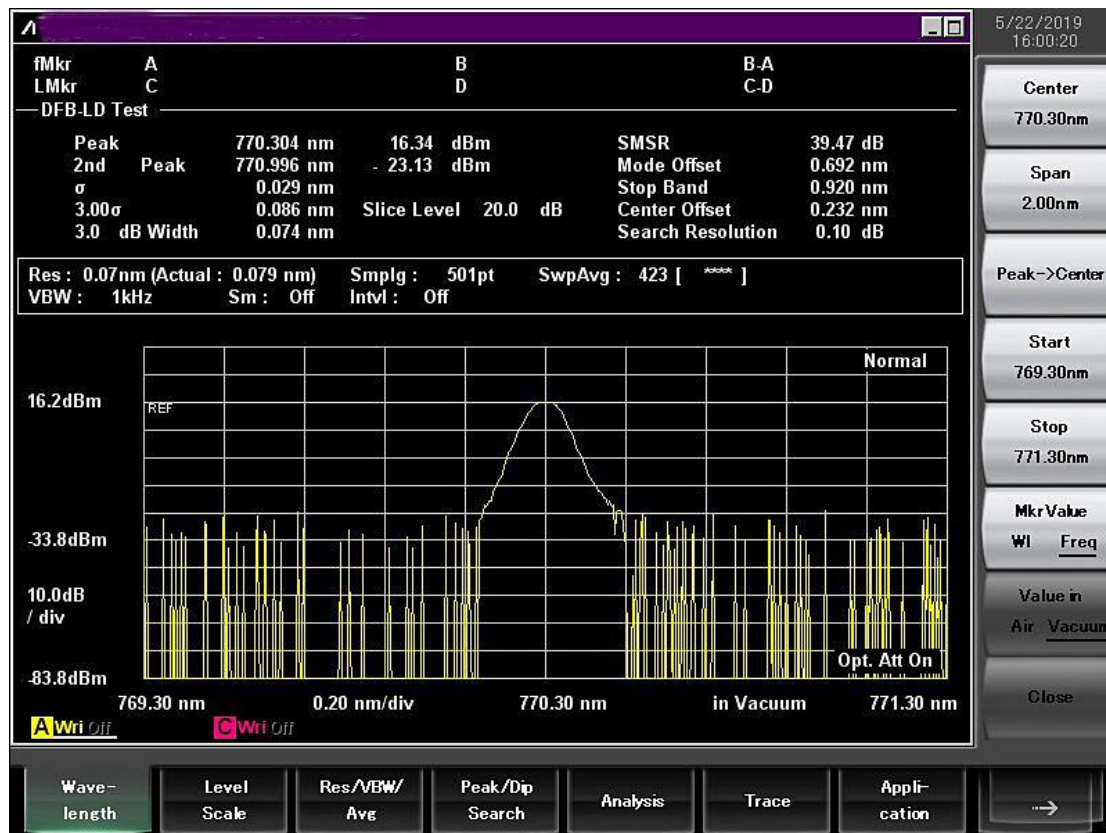 5/22/2019
16:00:20
fMkr A B B-A
LMkr C D C-D
DFB-LD Test
Peak 770.304 nm 16.34 dBm SMSR 39.47 dB
2nd Peak 770.996 nm - 23.13 dBm Mode Offset 0.692 nm
σ 0.029 nm Stop Band 0.920 nm
3.00σ 0.086 nm Slice Level 20.0 dB Center Offset 0.232 nm
3.0 dB Width 0.074 nm Search Resolution 0.10 dB
Res : 0.07nm (Actual : 0.079 nm) Smplg : 501pt SwpAvg : 423 [ **** ]
VBW : 1kHz Sm : Off Intvl : Off
Normal
16.2dBm
REF
-33.8dBm
10.0dB
/ div
-83.8dBm
Opt. Att On
769.30 nm 0.20 nm/div 770.30 nm in Vacuum 771.30 nm
A Wri Off C Wri Off
Center
770.30nm
Span
2.00nm
Peak->Center
Start
769.30nm
Stop
771.30nm
Mkr Value
Wl Freq
Value in
Air Vacuum
Close
Wave-
length
Level
Scale
Res/VBW/
Avg
Peak/Dip
Search
Analysis
Trace
Appli-
cation